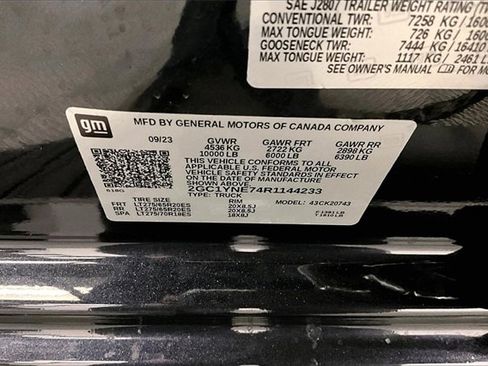 SAE J2807 TRAILER WEIGHT RATING
CONVENTIONAL TWR: 7258 KG/
MAX TONGUE WEIGHT: 726 KG/
GOOSENECK TWR: 7444 KG/16410
MAX TONGUE WEIGHT: 1117 KG/2461
SEE OWNER'S MANUAL FOR
gm
MFD BY GENERAL MOTORS OF CANADA COMPANY
09/23 GVWR GAWR FRT GAWR RR
4536 KG 2722 KG 2898 KG
10000 LB 6000 LB 6390 LB
THIS VEHICLE CONFORMS TO ALL
APPLICABLE U.S. FEDERAL MOTOR
VEHICLE SAFETY STANDARDS IN
EFFECT ON THE DATE OF
MANUFACTURE SHOWN ABOVE.
2GC1YNE74R1144233
TYPE: TRUCK MODEL: 43CK20743
TIRE SIZE RIM
FRT LT275/65R20ES 20X8.5J
RR LT275/65R20ES 20X8.5J
SPA LT275/70R18ES 18X8J